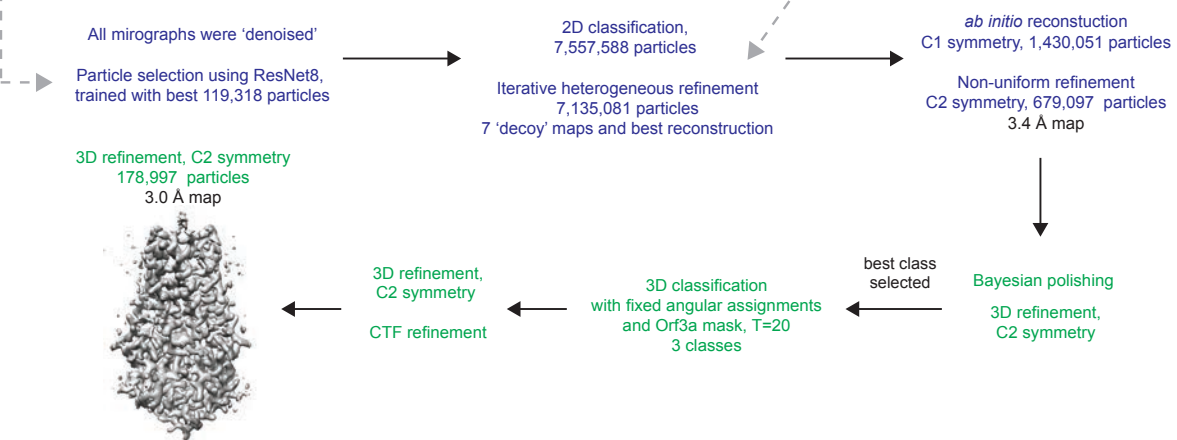 All mirographs were ‘denoised’
Particle selection using ResNet8,
trained with best 119,318 particles
2D classification,
7,557,588 particles
Iterative heterogeneous refinement
7,135,081 particles
7 ‘decoy’ maps and best reconstruction
ab initio reconstuction
C1 symmetry, 1,430,051 particles
Non-uniform refinement
C2 symmetry, 679,097 particles
3.4 Å map
Bayesian polishing
3D refinement,
C2 symmetry
best class
selected
3D classification
with fixed angular assignments
and Orf3a mask, T=20
3 classes
3D refinement,
C2 symmetry
CTF refinement
3D refinement, C2 symmetry
178,997 particles
3.0 Å map